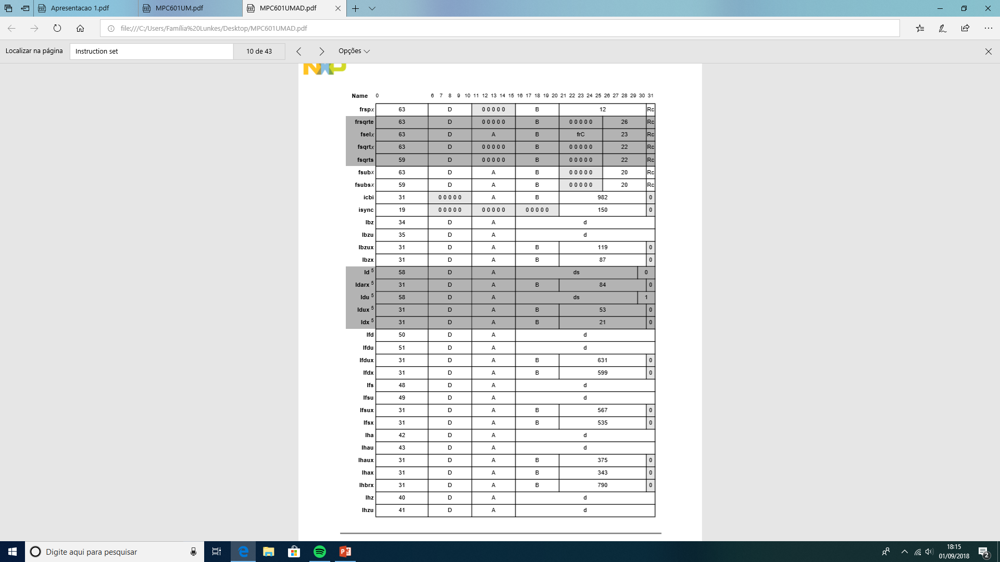 Apresentacao 1.pdf
MPC601UM.pdf
MPC601UMAD.pdf
file:///C:/Users/Família%20Lunkes/Desktop/MPC601UMAD.pdf
Localizar na página
Instruction set
10 de 43
Opções
NXP
Name 0 6 7 8 9 10 11 12 13 14 15 16 17 18 19 20 21 22 23 24 25 26 27 28 29 30 31
frspx 63 D 0 0 0 0 0 B 12 Rc
frsqrte 63 D 0 0 0 0 0 B 0 0 0 0 0 26 Rc
fselx 63 D A B frC 23 Rc
fsqrtx 63 D 0 0 0 0 0 B 0 0 0 0 0 22 Rc
fsqrts 59 D 0 0 0 0 0 B 0 0 0 0 0 22 Rc
fsubx 63 D A B 0 0 0 0 0 20 Rc
fsubsx 59 D A B 0 0 0 0 0 20 Rc
icbi 31 0 0 0 0 0 A B 982 0
isync 19 0 0 0 0 0 0 0 0 0 0 0 0 0 0 0 150 0
lbz 34 D A d
lbzu 35 D A d
lbzux 31 D A B 119 0
lbzx 31 D A B 87 0
ld 5 58 D A ds 0
ldarx 5 31 D A B 84 0
ldu 5 58 D A ds 1
ldux 5 31 D A B 53 0
ldx 5 31 D A B 21 0
lfd 50 D A d
lfdu 51 D A d
lfdux 31 D A B 631 0
lfdx 31 D A B 599 0
lfs 48 D A d
lfsu 49 D A d
lfsux 31 D A B 567 0
lfsx 31 D A B 535 0
lha 42 D A d
lhau 43 D A d
lhaux 31 D A B 375 0
lhax 31 D A B 343 0
lhbrx 31 D A B 790 0
lhz 40 D A d
lhzu 41 D A d
Digite aqui para pesquisar
18:15
01/09/2018
2